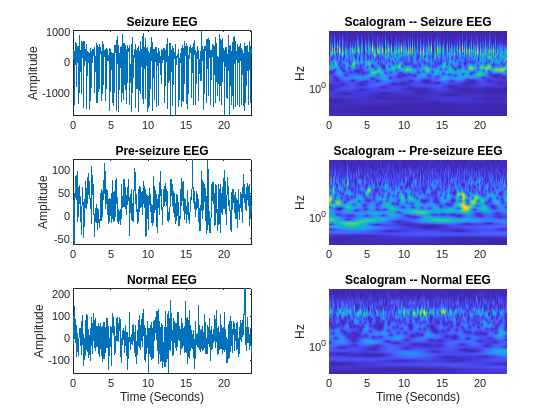 Seizure EEG
Scalogram -- Seizure EEG
1000
0
-1000
Amplitude
0 5 10 15 20
Hz
10^0
0 5 10 15 20
Pre-seizure EEG
Scalogram -- Pre-seizure EEG
100
50
0
-50
Amplitude
0 5 10 15 20
Hz
10^0
0 5 10 15 20
Normal EEG
Scalogram -- Normal EEG
200
100
0
-100
Amplitude
0 5 10 15 20
Time (Seconds)
Hz
10^0
0 5 10 15 20
Time (Seconds)